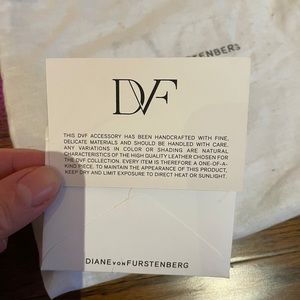 FURSTENBERG
DVF
THIS DVF ACCESSORY HAS BEEN HANDCRAFTED WITH FINE,
DELICATE MATERIALS AND SHOULD BE HANDLED WITH CARE.
ANY VARIATIONS IN COLOR OR SHADING ARE NATURAL
CHARACTERISTICS OF THE HIGH QUALITY LEATHER CHOSEN FOR
THE DVF COLLECTION. EVERY ITEM IS THEREFORE A ONE-OF-A-
KIND PIECE. TO MAINTAIN THE APPEARANCE OF THIS PRODUCT,
KEEP DRY AND LIMIT EXPOSURE TO DIRECT HEAT OR SUNLIGHT.
DIANE VON FURSTENBERG